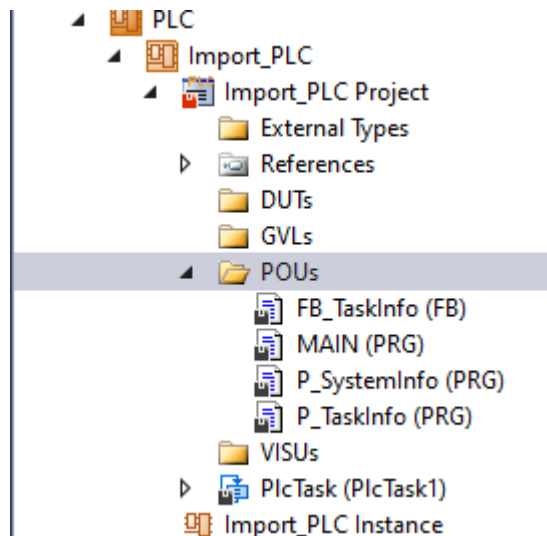 PLC
Import_PLC
Import_PLC Project
External Types
References
DUTs
GVLs
POUs
FB_TaskInfo (FB)
MAIN (PRG)
P_SystemInfo (PRG)
P_TaskInfo (PRG)
VISUs
PlcTask (PlcTask1)
Import_PLC Instance